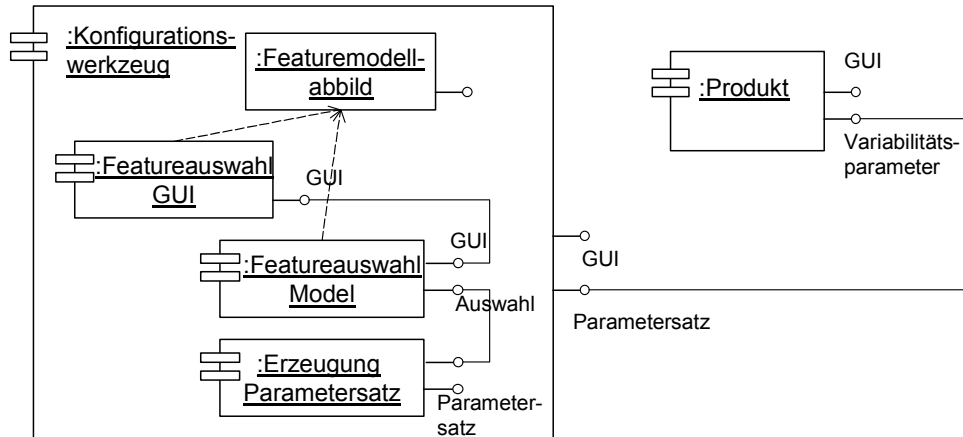 :Konfigurations-
werkzeug
:Featuremodell-
abbild
:Featureauswahl
GUI
GUI
:Featureauswahl
Model
GUI
Auswahl
:Erzeugung
Parametersatz
Parameter-
satz
GUI
Parametersatz
:Produkt
GUI
Variabilitäts-
parameter